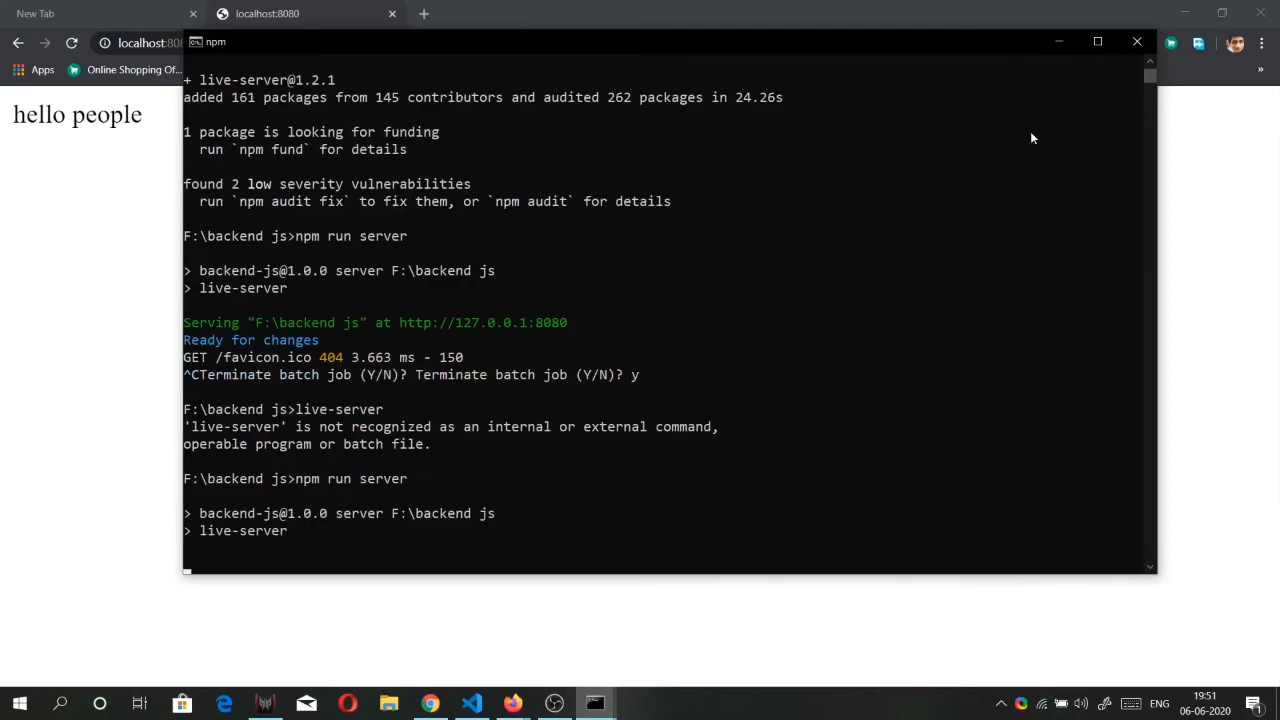 New Tab
localhost:8080
localhost:808
npm
Apps
Online Shopping Of...
»
hello people
+ live-server@1.2.1
added 161 packages from 145 contributors and audited 262 packages in 24.26s
1 package is looking for funding
run `npm fund` for details
found 2 low severity vulnerabilities
run `npm audit fix` to fix them, or `npm audit` for details
F:\backend js>npm run server
> backend-js@1.0.0 server F:\backend js
> live-server
Serving "F:\backend js" at http://127.0.0.1:8080
Ready for changes
GET /favicon.ico 404 3.663 ms - 150
^CTerminate batch job (Y/N)? Terminate batch job (Y/N)? y
F:\backend js>live-server
'live-server' is not recognized as an internal or external command,
operable program or batch file.
F:\backend js>npm run server
> backend-js@1.0.0 server F:\backend js
> live-server
ENG
19:51
06-06-2020
1